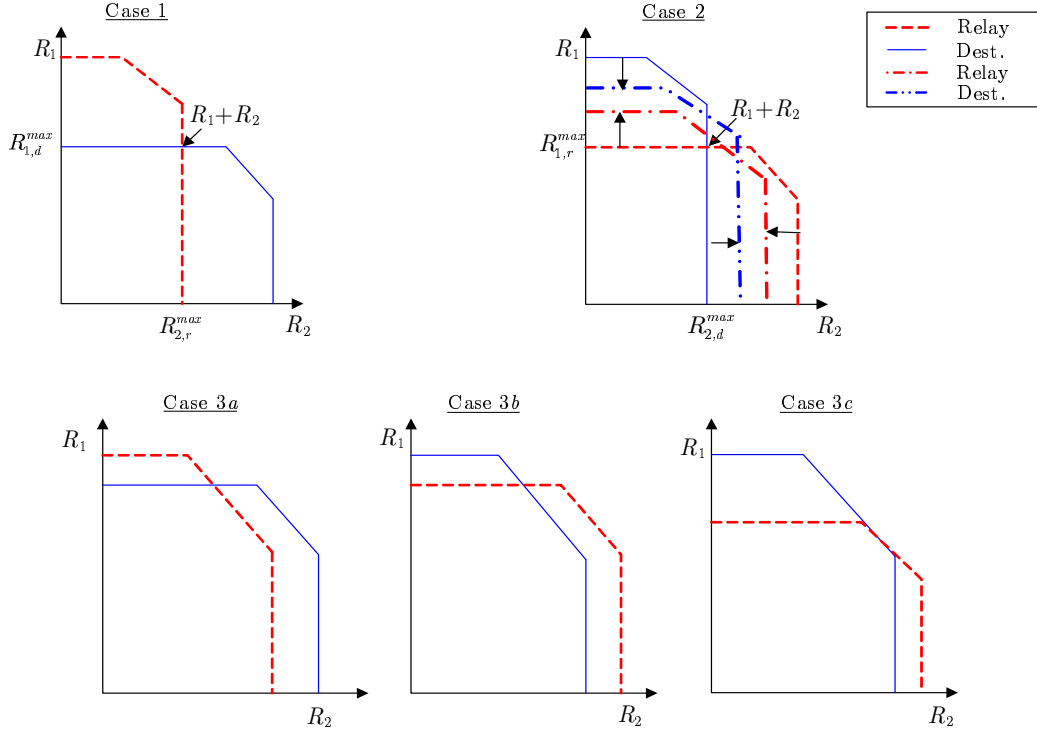 Case 1
R₁
R₁,d^max
R₁+R₂
R₂,r^max
R₂
Case 2
R₁
R₁,r^max
R₁+R₂
R₂,d^max
R₂
Relay
Dest.
Relay
Dest.
Case 3a
R₁
R₂
Case 3b
R₁
R₂
Case 3c
R₁
R₂